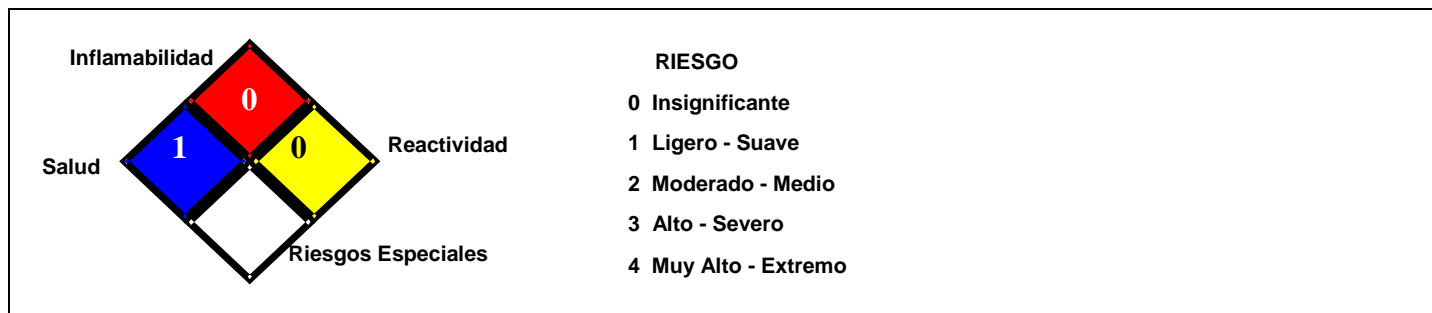 Inflamabilidad
0
1
0
Salud
Reactividad
Riesgos Especiales
RIESGO
0 Insignificante
1 Ligero - Suave
2 Moderado - Medio
3 Alto - Severo
4 Muy Alto - Extremo